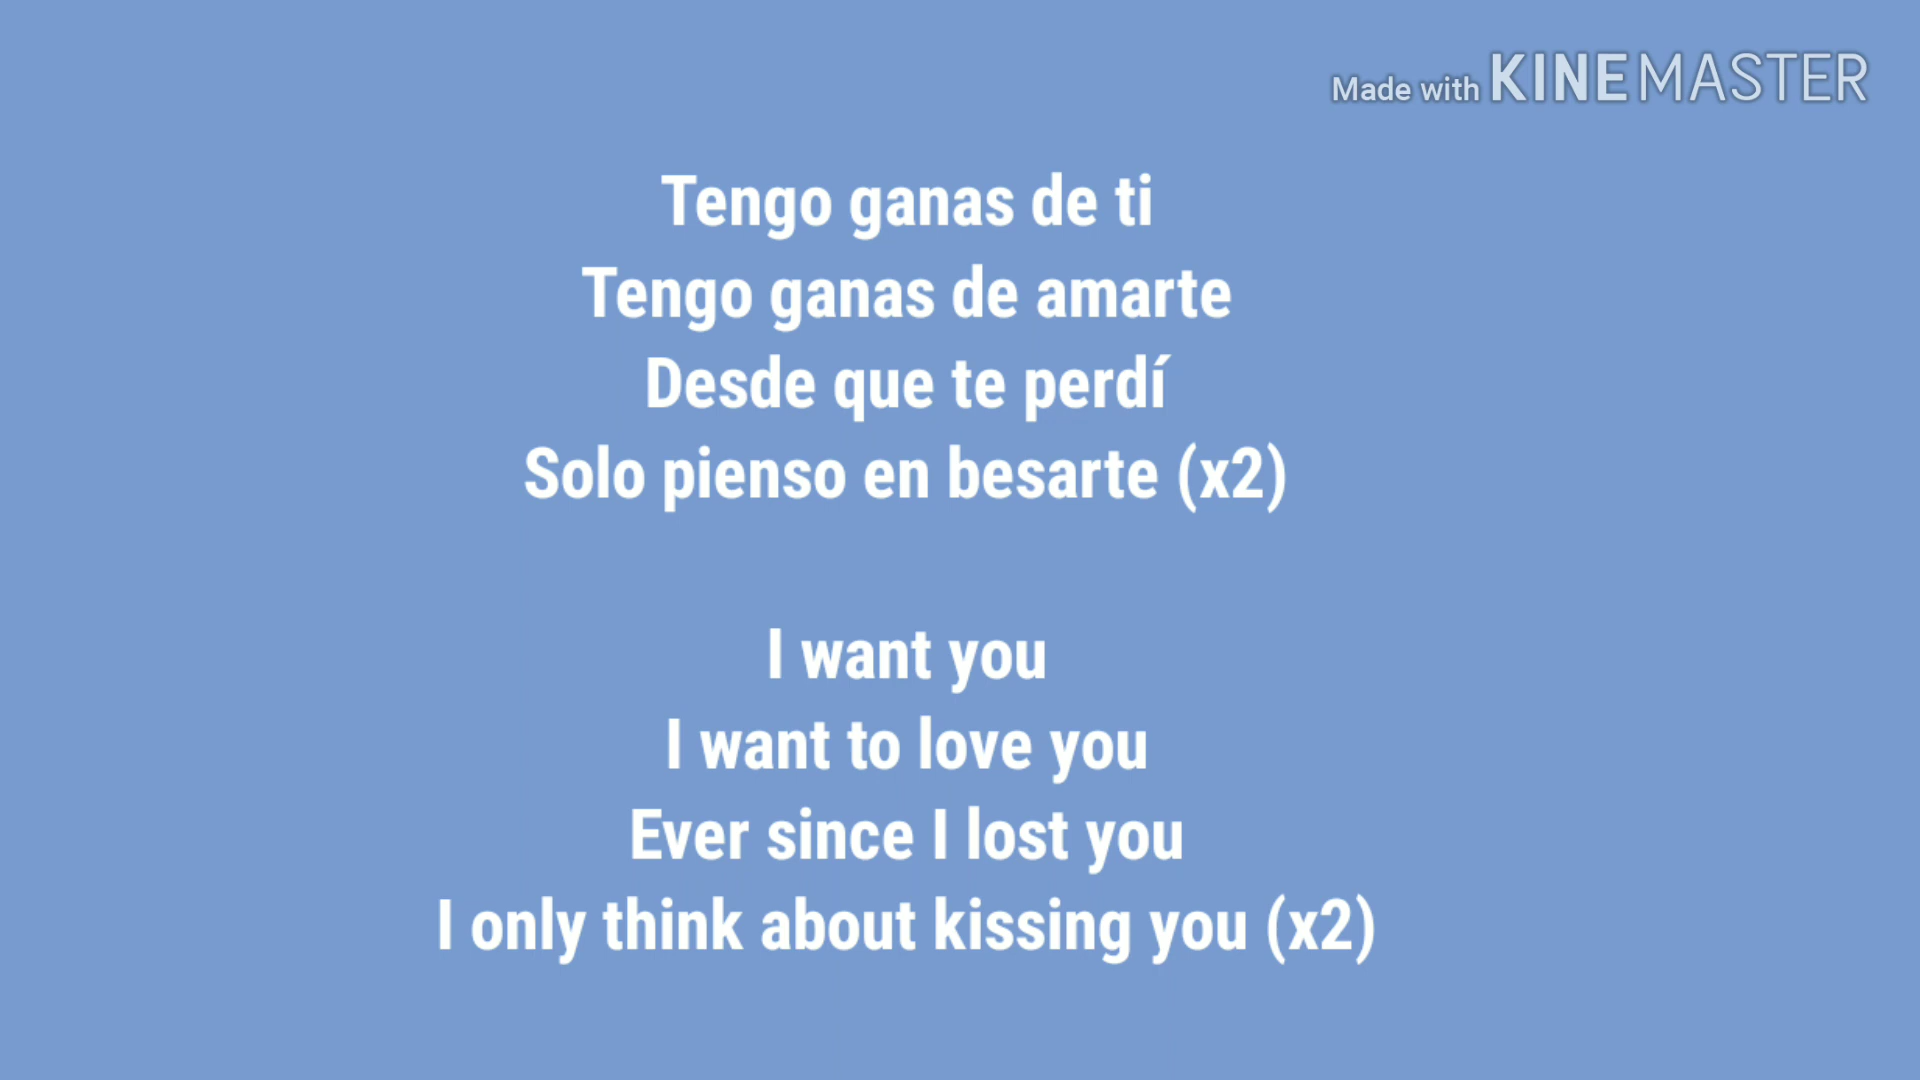 Made with KINEMASTER
Tengo ganas de ti
Tengo ganas de amarte
Desde que te perdí
Solo pienso en besarte (x2)
I want you
I want to love you
Ever since I lost you
I only think about kissing you (x2)